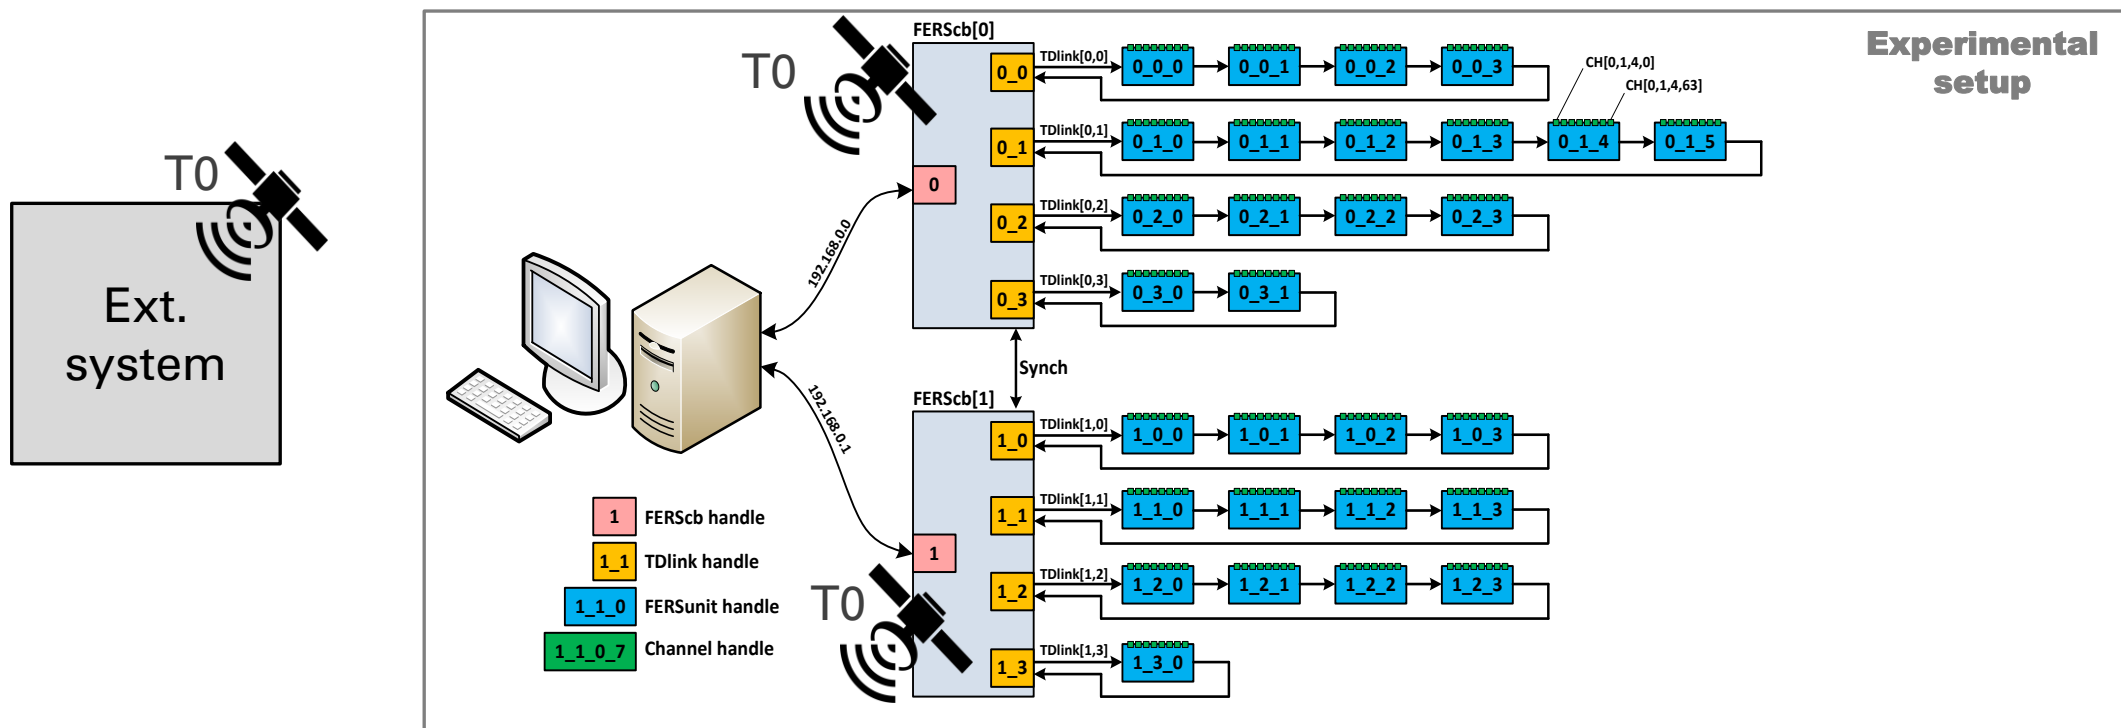 Experimental
setup
T0
Ext.
system
T0
FERScb[0]
0_0
TDlink[0,0]
0_0_0
0_0_1
0_0_2
0_0_3
CH[0,1,4,0]
CH[0,1,4,63]
0_1
TDlink[0,1]
0_1_0
0_1_1
0_1_2
0_1_3
0_1_4
0_1_5
0
0_2
TDlink[0,2]
0_2_0
0_2_1
0_2_2
0_2_3
0_3
TDlink[0,3]
0_3_0
0_3_1
192.168.0.0
Synch
192.168.0.1
FERScb[1]
1_0
TDlink[1,0]
1_0_0
1_0_1
1_0_2
1_0_3
1_1
TDlink[1,1]
1_1_0
1_1_1
1_1_2
1_1_3
1
1_2
TDlink[1,2]
1_2_0
1_2_1
1_2_2
1_2_3
T0
1_3
TDlink[1,3]
1_3_0
1 FERScb handle
1_1 TDlink handle
1_1_0 FERSunit handle
1_1_0_7 Channel handle